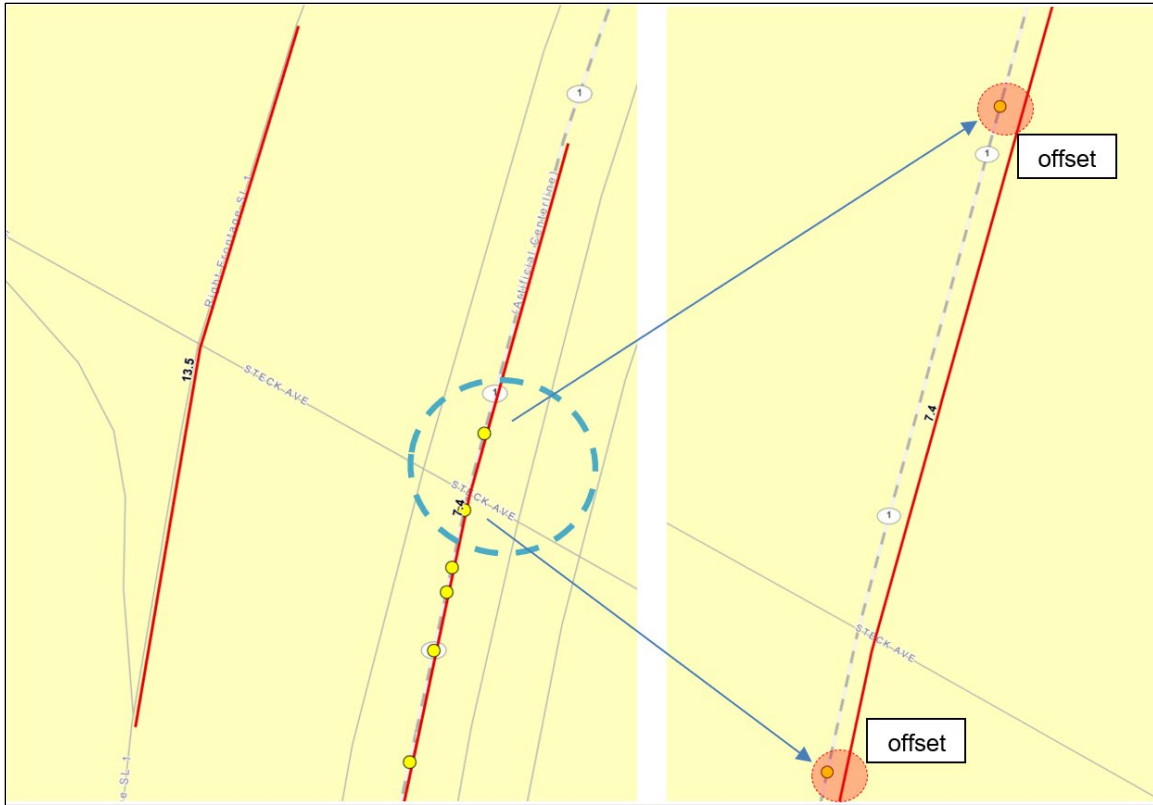 1
Right Frontage SL-1
(Artificial Centerline)
13.5
STECK AVE
1
STECK AVE
7.4
e SL-1
1
offset
1
7.4
STECK AVE
offset